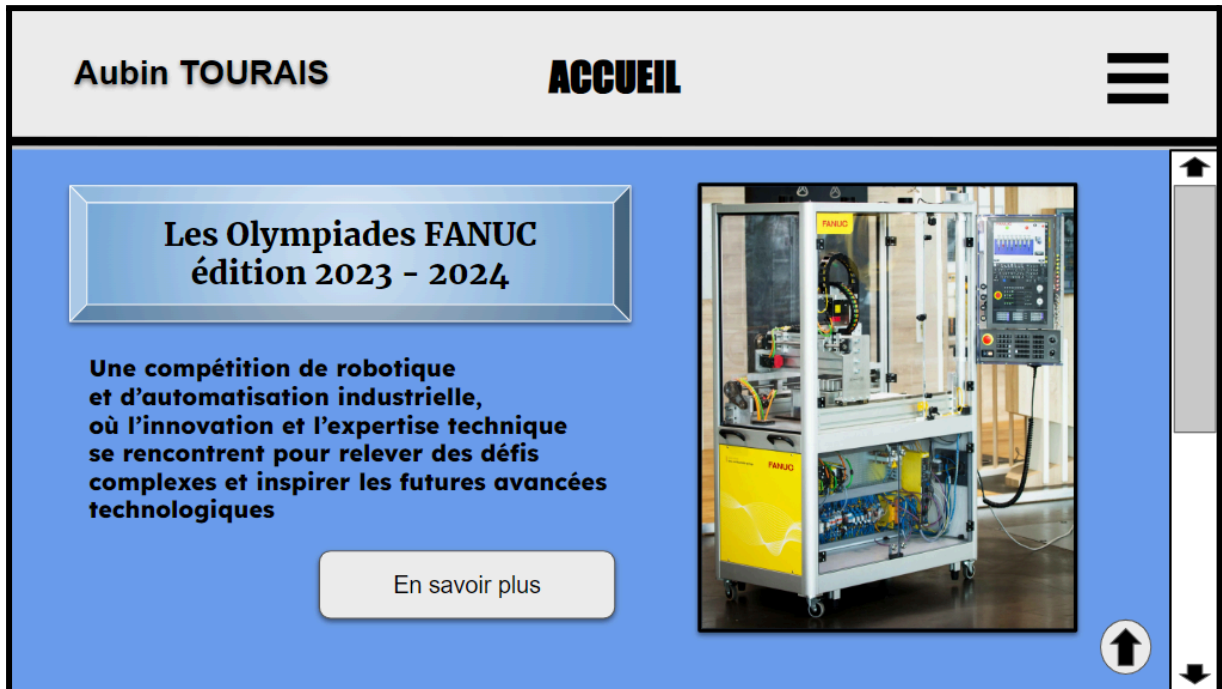 Aubin TOURAIS
ACCUEIL
Les Olympiades FANUC
édition 2023 - 2024
Une compétition de robotique
et d’automatisation industrielle,
où l’innovation et l’expertise technique
se rencontrent pour relever des défis
complexes et inspirer les futures avancées
technologiques
En savoir plus
FANUC
FANUC